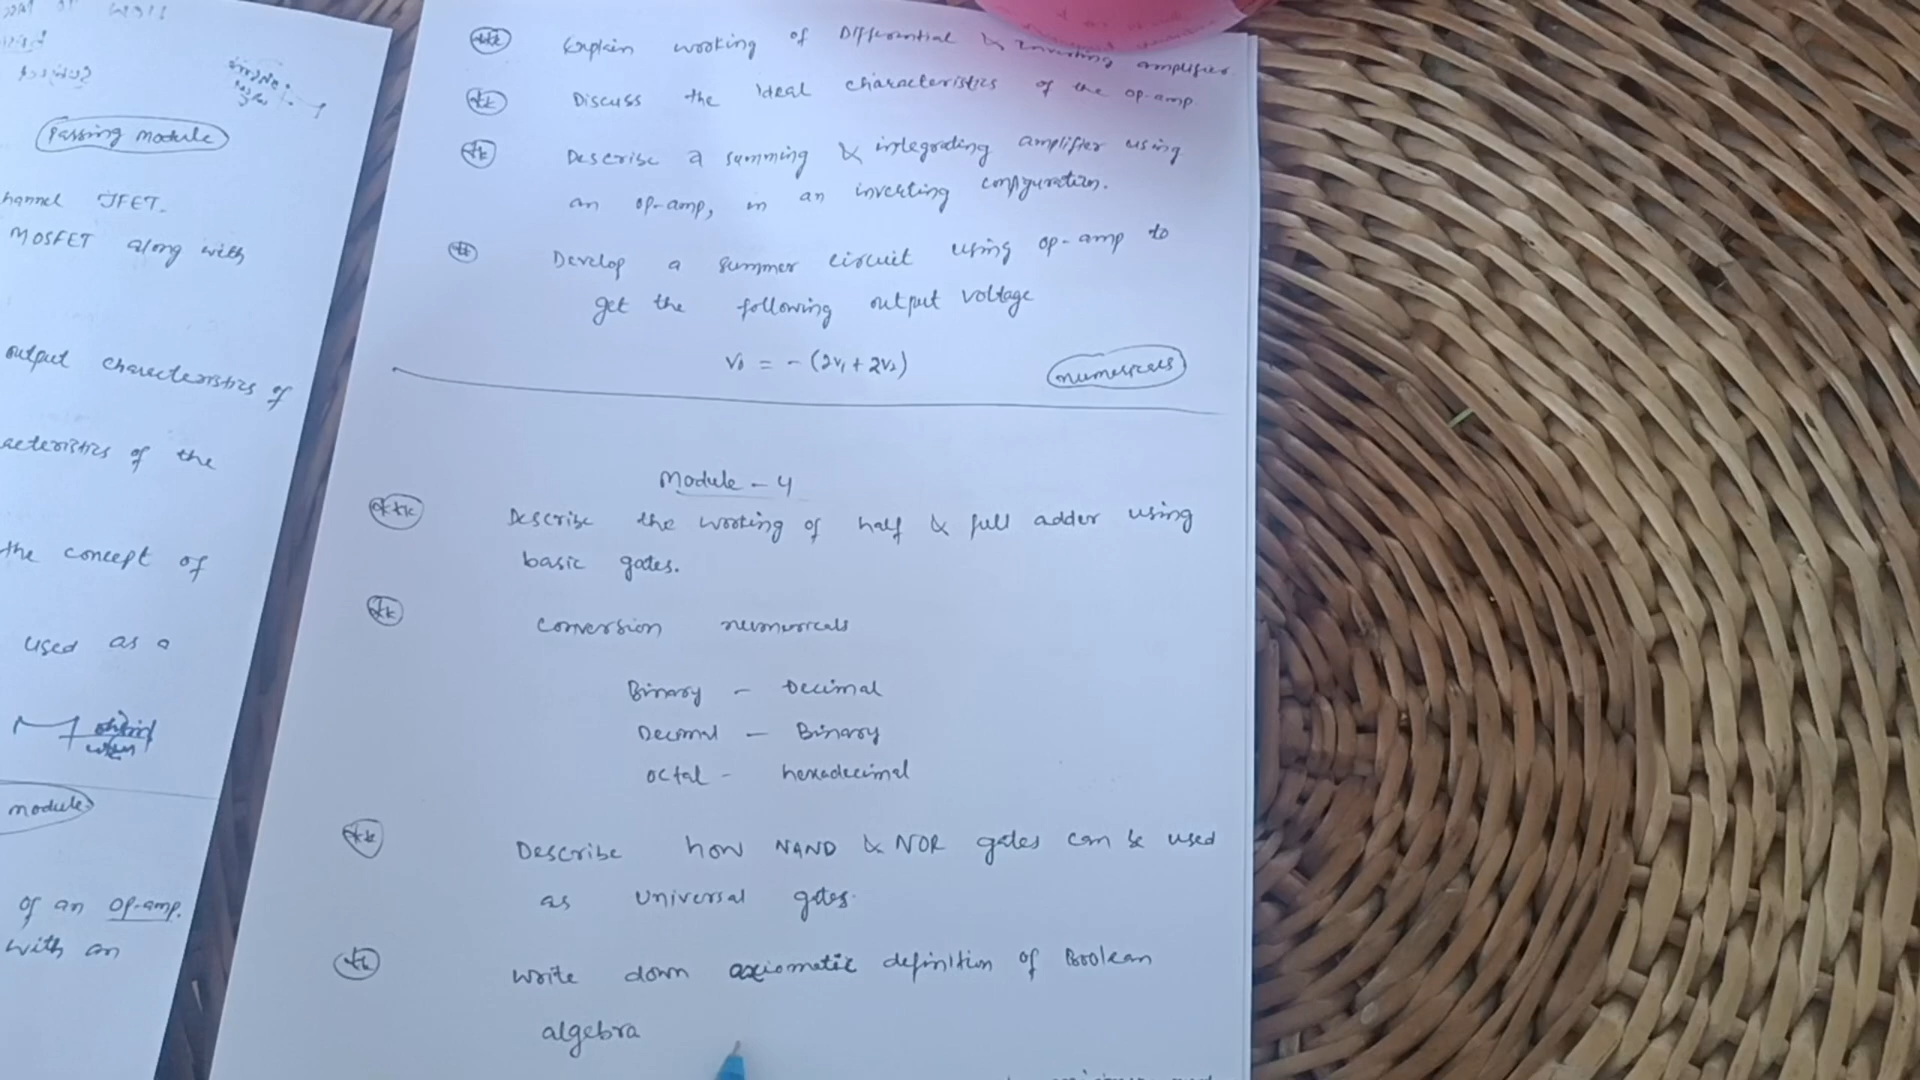 Passing module
hannel JFET.
MOSFET along with
output characteristics of
acteristics of the
the concept of
used as a
module
of an op-amp.
with an
** Explain working of Differential & Inverting amplifier.
** Discuss the ideal characteristics of the op-amp
** Describe a summing & integrating amplifier using
an op-amp, in an inverting configuration.
** Develop a summer circuit using op-amp to
get the following output voltage
V0 = - (2v1 + 2v2)
numericals
Module - 4
*** Describe the working of half & full adder using
basic gates.
** Conversion numericals
Binary - Decimal
Decimal - Binary
octal - hexadecimal
** Describe how NAND & NOR gates can be used
as universal gates.
** Write down axiomatic definition of Boolean
algebra